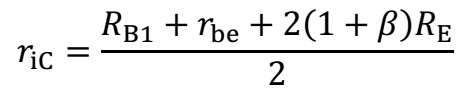 r_iC = (R_B1 + r_be + 2(1 + β)R_E) / 2